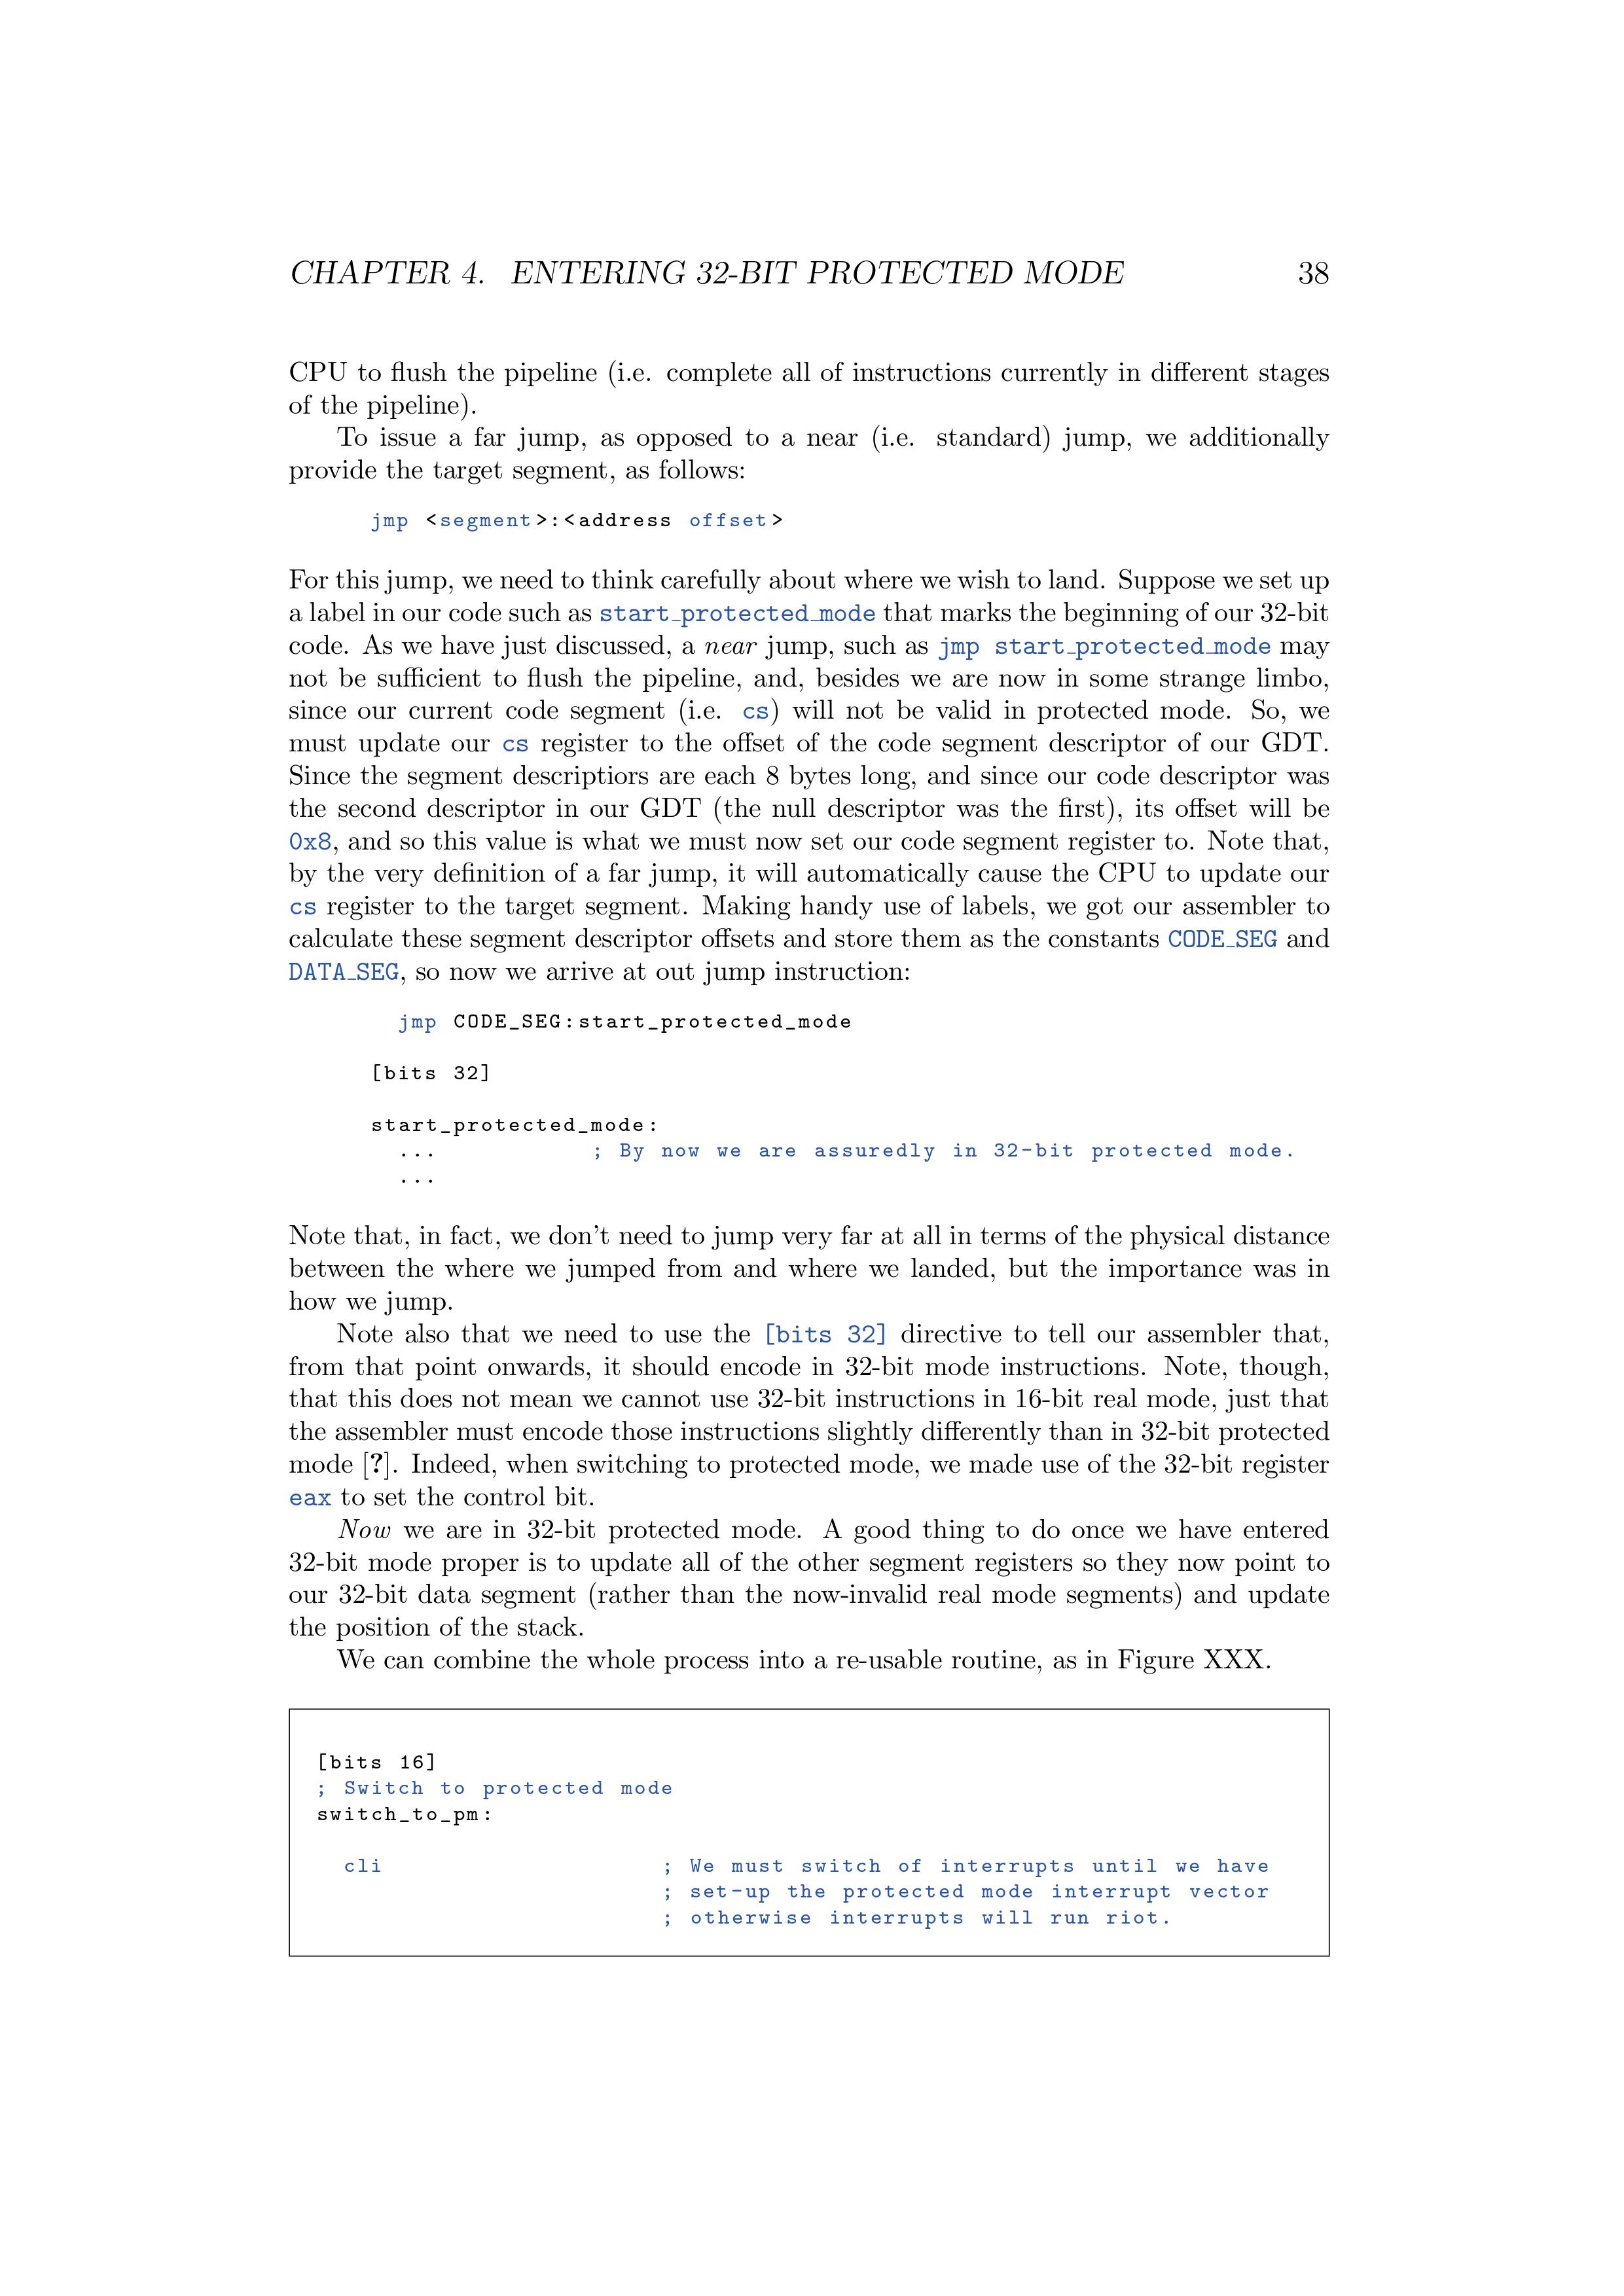 CHAPTER 4. ENTERING 32-BIT PROTECTED MODE 38
CPU to flush the pipeline (i.e. complete all of instructions currently in different stages
of the pipeline).
To issue a far jump, as opposed to a near (i.e. standard) jump, we additionally
provide the target segment, as follows:
jmp <segment>:<address offset>
For this jump, we need to think carefully about where we wish to land. Suppose we set up
a label in our code such as start_protected_mode that marks the beginning of our 32-bit
code. As we have just discussed, a near jump, such as jmp start_protected_mode may
not be sufficient to flush the pipeline, and, besides we are now in some strange limbo,
since our current code segment (i.e. cs) will not be valid in protected mode. So, we
must update our cs register to the offset of the code segment descriptor of our GDT.
Since the segment descriptiors are each 8 bytes long, and since our code descriptor was
the second descriptor in our GDT (the null descriptor was the first), its offset will be
0x8, and so this value is what we must now set our code segment register to. Note that,
by the very definition of a far jump, it will automatically cause the CPU to update our
cs register to the target segment. Making handy use of labels, we got our assembler to
calculate these segment descriptor offsets and store them as the constants CODE_SEG and
DATA_SEG, so now we arrive at out jump instruction:
jmp CODE_SEG:start_protected_mode
[bits 32]
start_protected_mode:
... ; By now we are assuredly in 32-bit protected mode.
...
Note that, in fact, we don't need to jump very far at all in terms of the physical distance
between the where we jumped from and where we landed, but the importance was in
how we jump.
Note also that we need to use the [bits 32] directive to tell our assembler that,
from that point onwards, it should encode in 32-bit mode instructions. Note, though,
that this does not mean we cannot use 32-bit instructions in 16-bit real mode, just that
the assembler must encode those instructions slightly differently than in 32-bit protected
mode [?]. Indeed, when switching to protected mode, we made use of the 32-bit register
eax to set the control bit.
Now we are in 32-bit protected mode. A good thing to do once we have entered
32-bit mode proper is to update all of the other segment registers so they now point to
our 32-bit data segment (rather than the now-invalid real mode segments) and update
the position of the stack.
We can combine the whole process into a re-usable routine, as in Figure XXX.
[bits 16]
; Switch to protected mode
switch_to_pm:
cli ; We must switch of interrupts until we have
; set-up the protected mode interrupt vector
; otherwise interrupts will run riot.